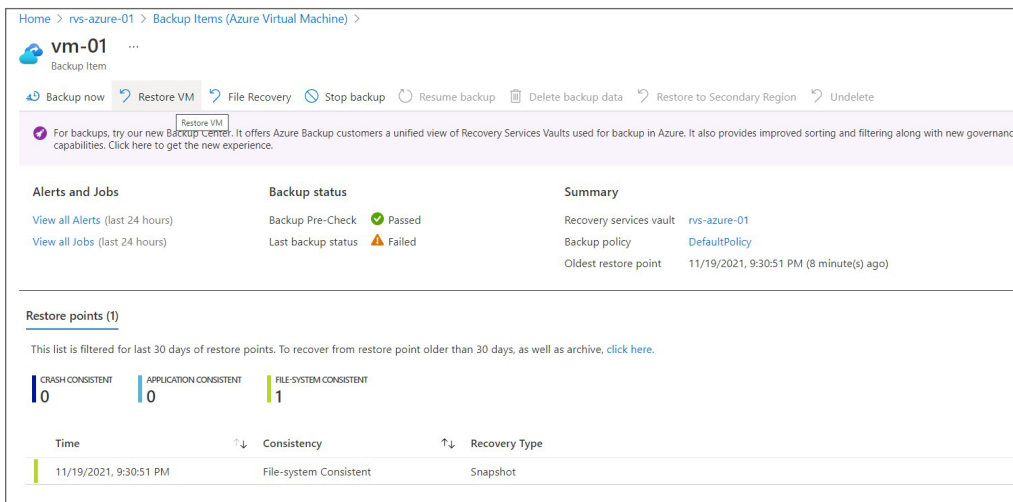 Home > rvs-azure-01 > Backup Items (Azure Virtual Machine) >
vm-01 ...
Backup Item
Backup now Restore VM File Recovery Stop backup Resume backup Delete backup data Restore to Secondary Region Undelete
Restore VM
For backups, try our new Backup Center. It offers Azure Backup customers a unified view of Recovery Services Vaults used for backup in Azure. It also provides improved sorting and filtering along with new governanc
capabilities. Click here to get the new experience.
Alerts and Jobs
View all Alerts (last 24 hours)
View all Jobs (last 24 hours)
Backup status
Backup Pre-Check Passed
Last backup status Failed
Summary
Recovery services vault rvs-azure-01
Backup policy DefaultPolicy
Oldest restore point 11/19/2021, 9:30:51 PM (8 minute(s) ago)
Restore points (1)
This list is filtered for last 30 days of restore points. To recover from restore point older than 30 days, as well as archive, click here.
CRASH CONSISTENT
0
APPLICATION CONSISTENT
0
FILE-SYSTEM CONSISTENT
1
Time Consistency Recovery Type
11/19/2021, 9:30:51 PM File-system Consistent Snapshot